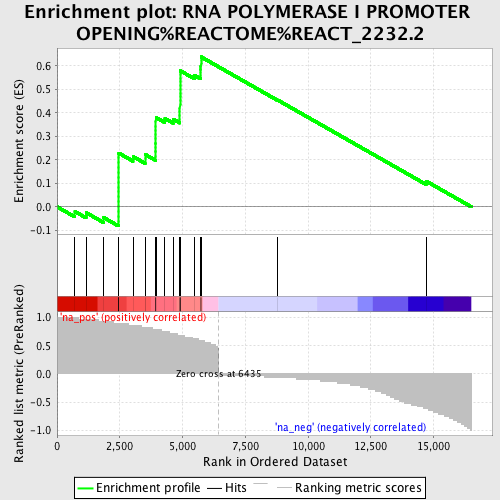 Enrichment plot: RNA POLYMERASE I PROMOTER
OPENING%REACTOME%REACT_2232.2
Enrichment score (ES)
0.6
0.5
0.4
0.3
0.2
0.1
0.0
-0.1
'na_pos' (positively correlated)
Ranked list metric (PreRanked)
1.0
0.5
0.0
-0.5
-1.0
Zero cross at 6435
'na_neg' (negatively correlated)
0 2,500 5,000 7,500 10,000 12,500 15,000
Rank in Ordered Dataset
Enrichment profile Hits Ranking metric scores